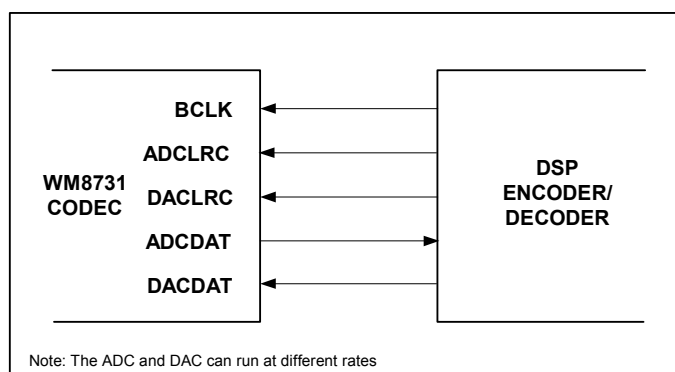 BCLK
ADCLRC
WM8731
CODEC
DACLRC
ADCDAT
DACDAT
DSP
ENCODER/
DECODER
Note: The ADC and DAC can run at different rates